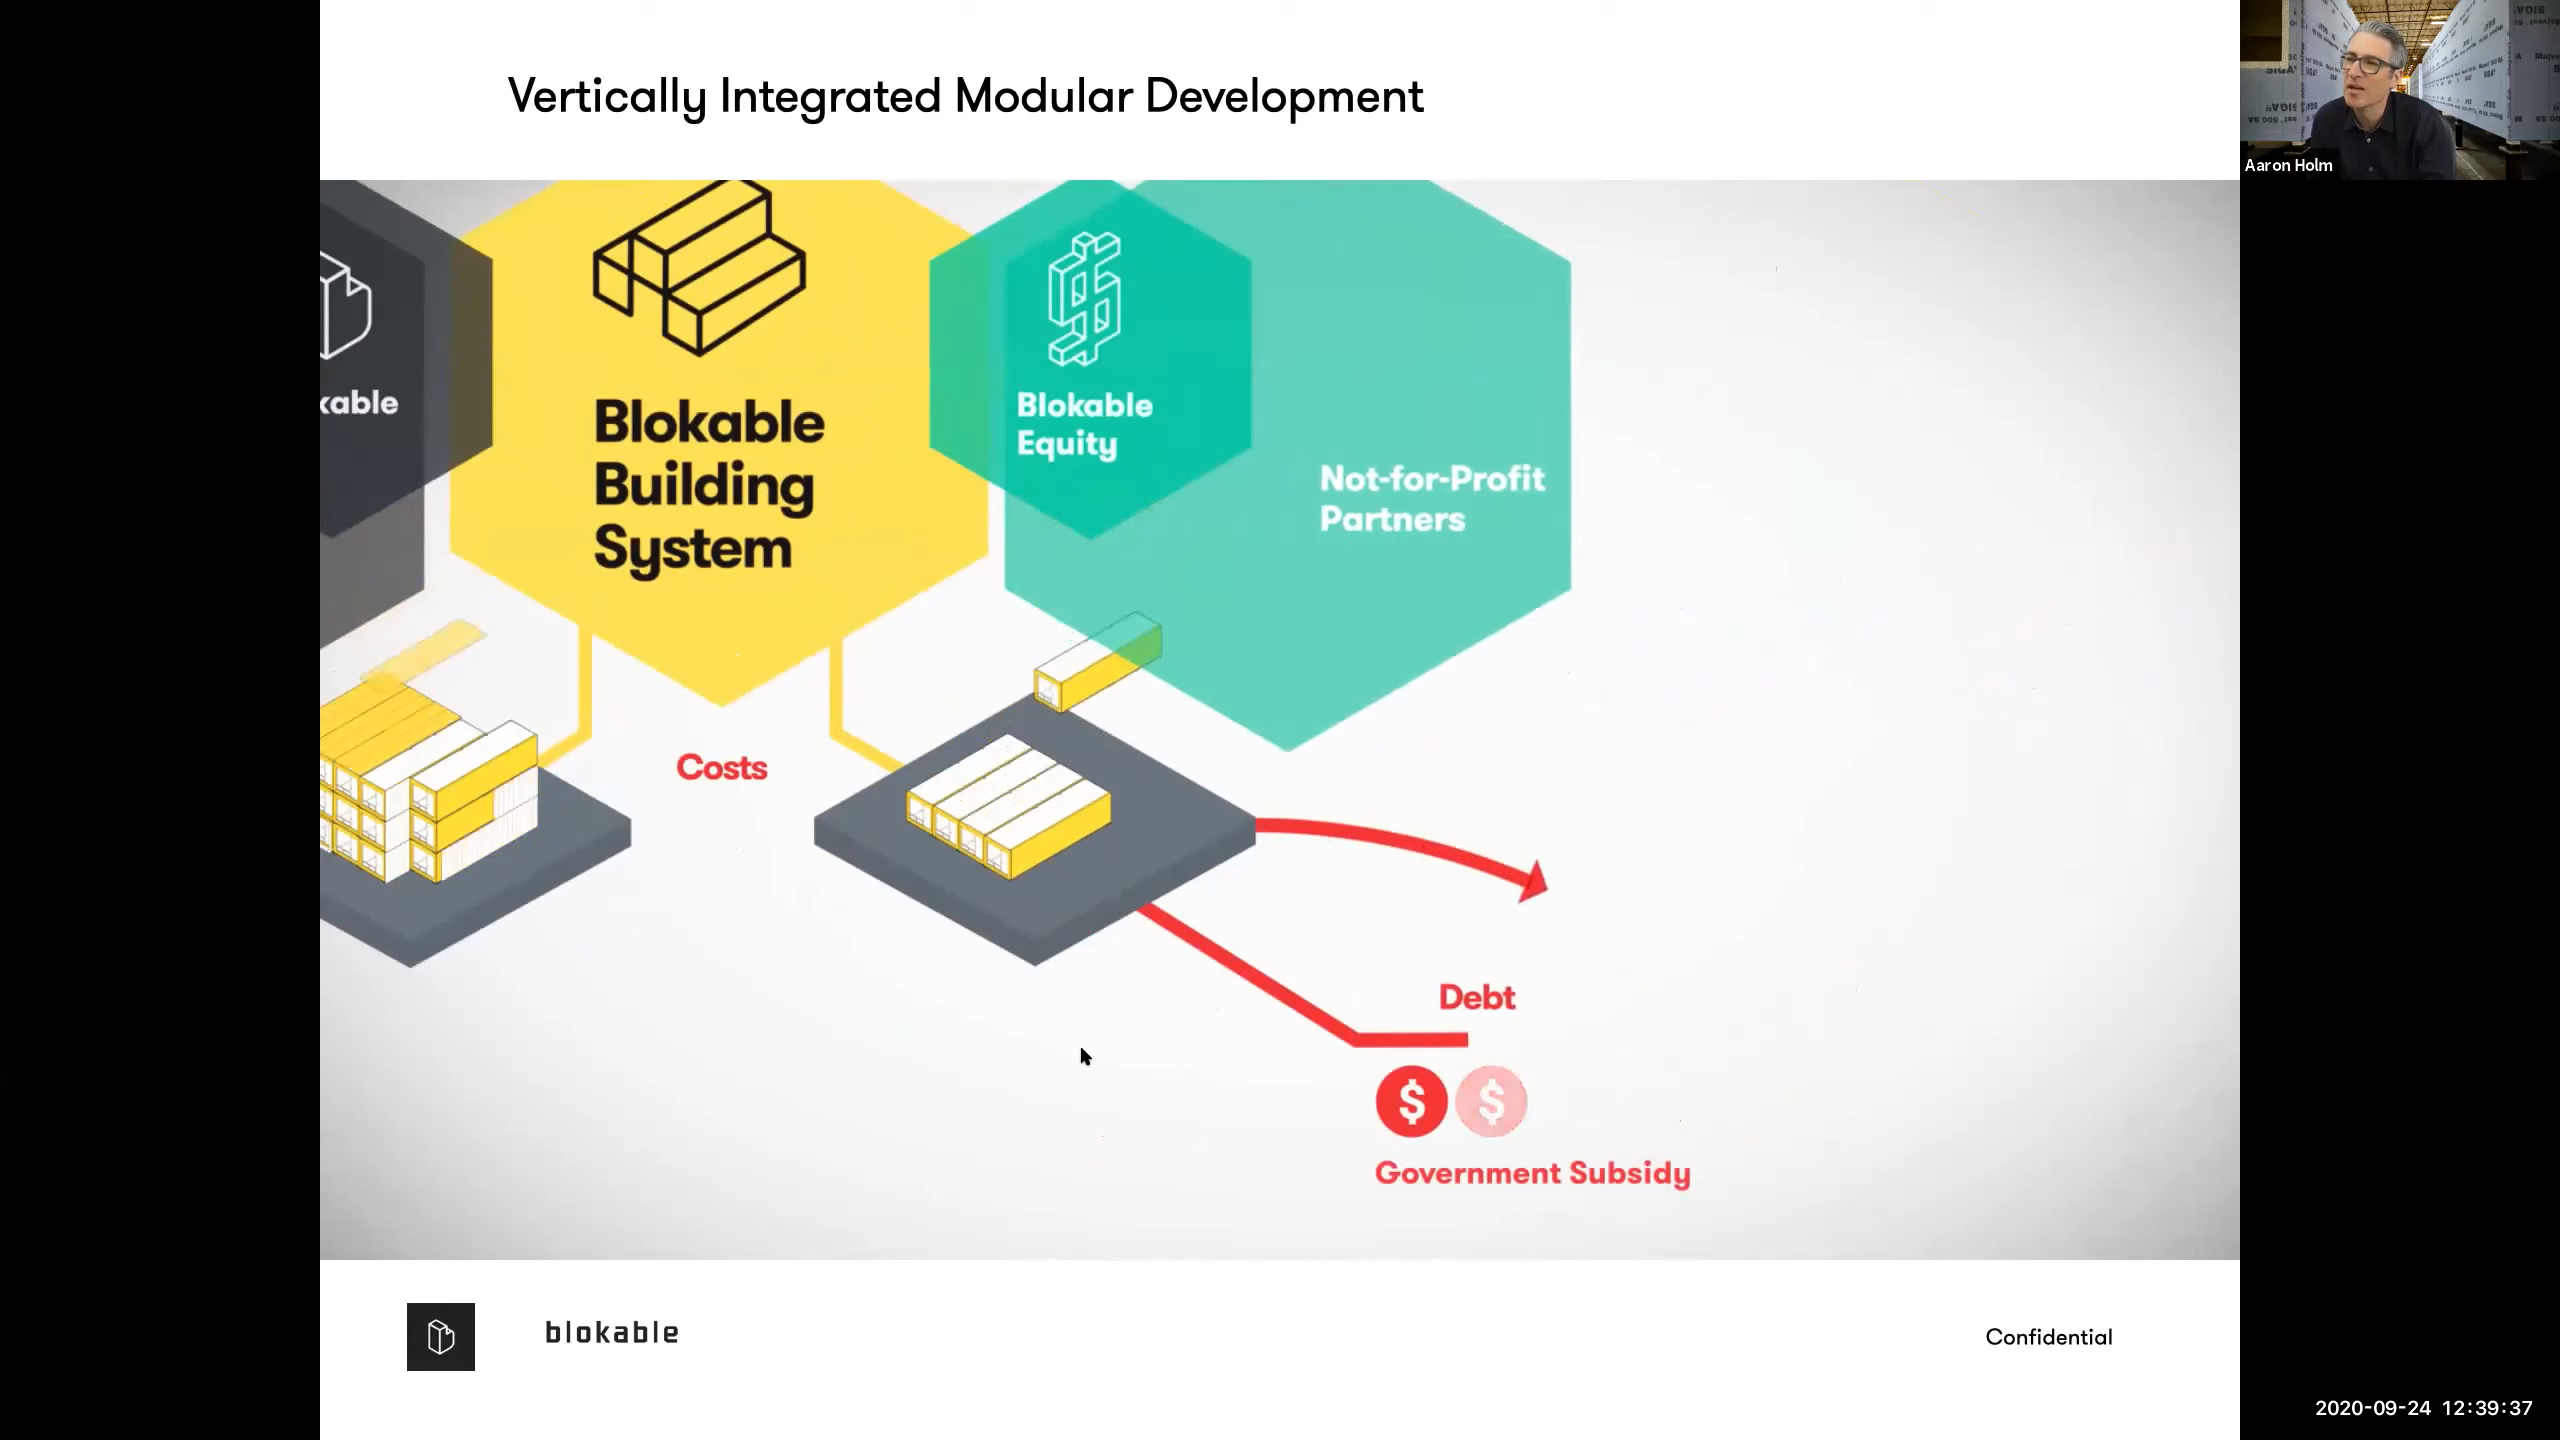 Vertically Integrated Modular Development
SIGA
Aaron Holm
kable
Blokable
Building
System
Blokable
Equity
Not-for-Profit
Partners
Costs
Debt
$ $
Government Subsidy
blokable
Confidential
2020-09-24 12:39:37